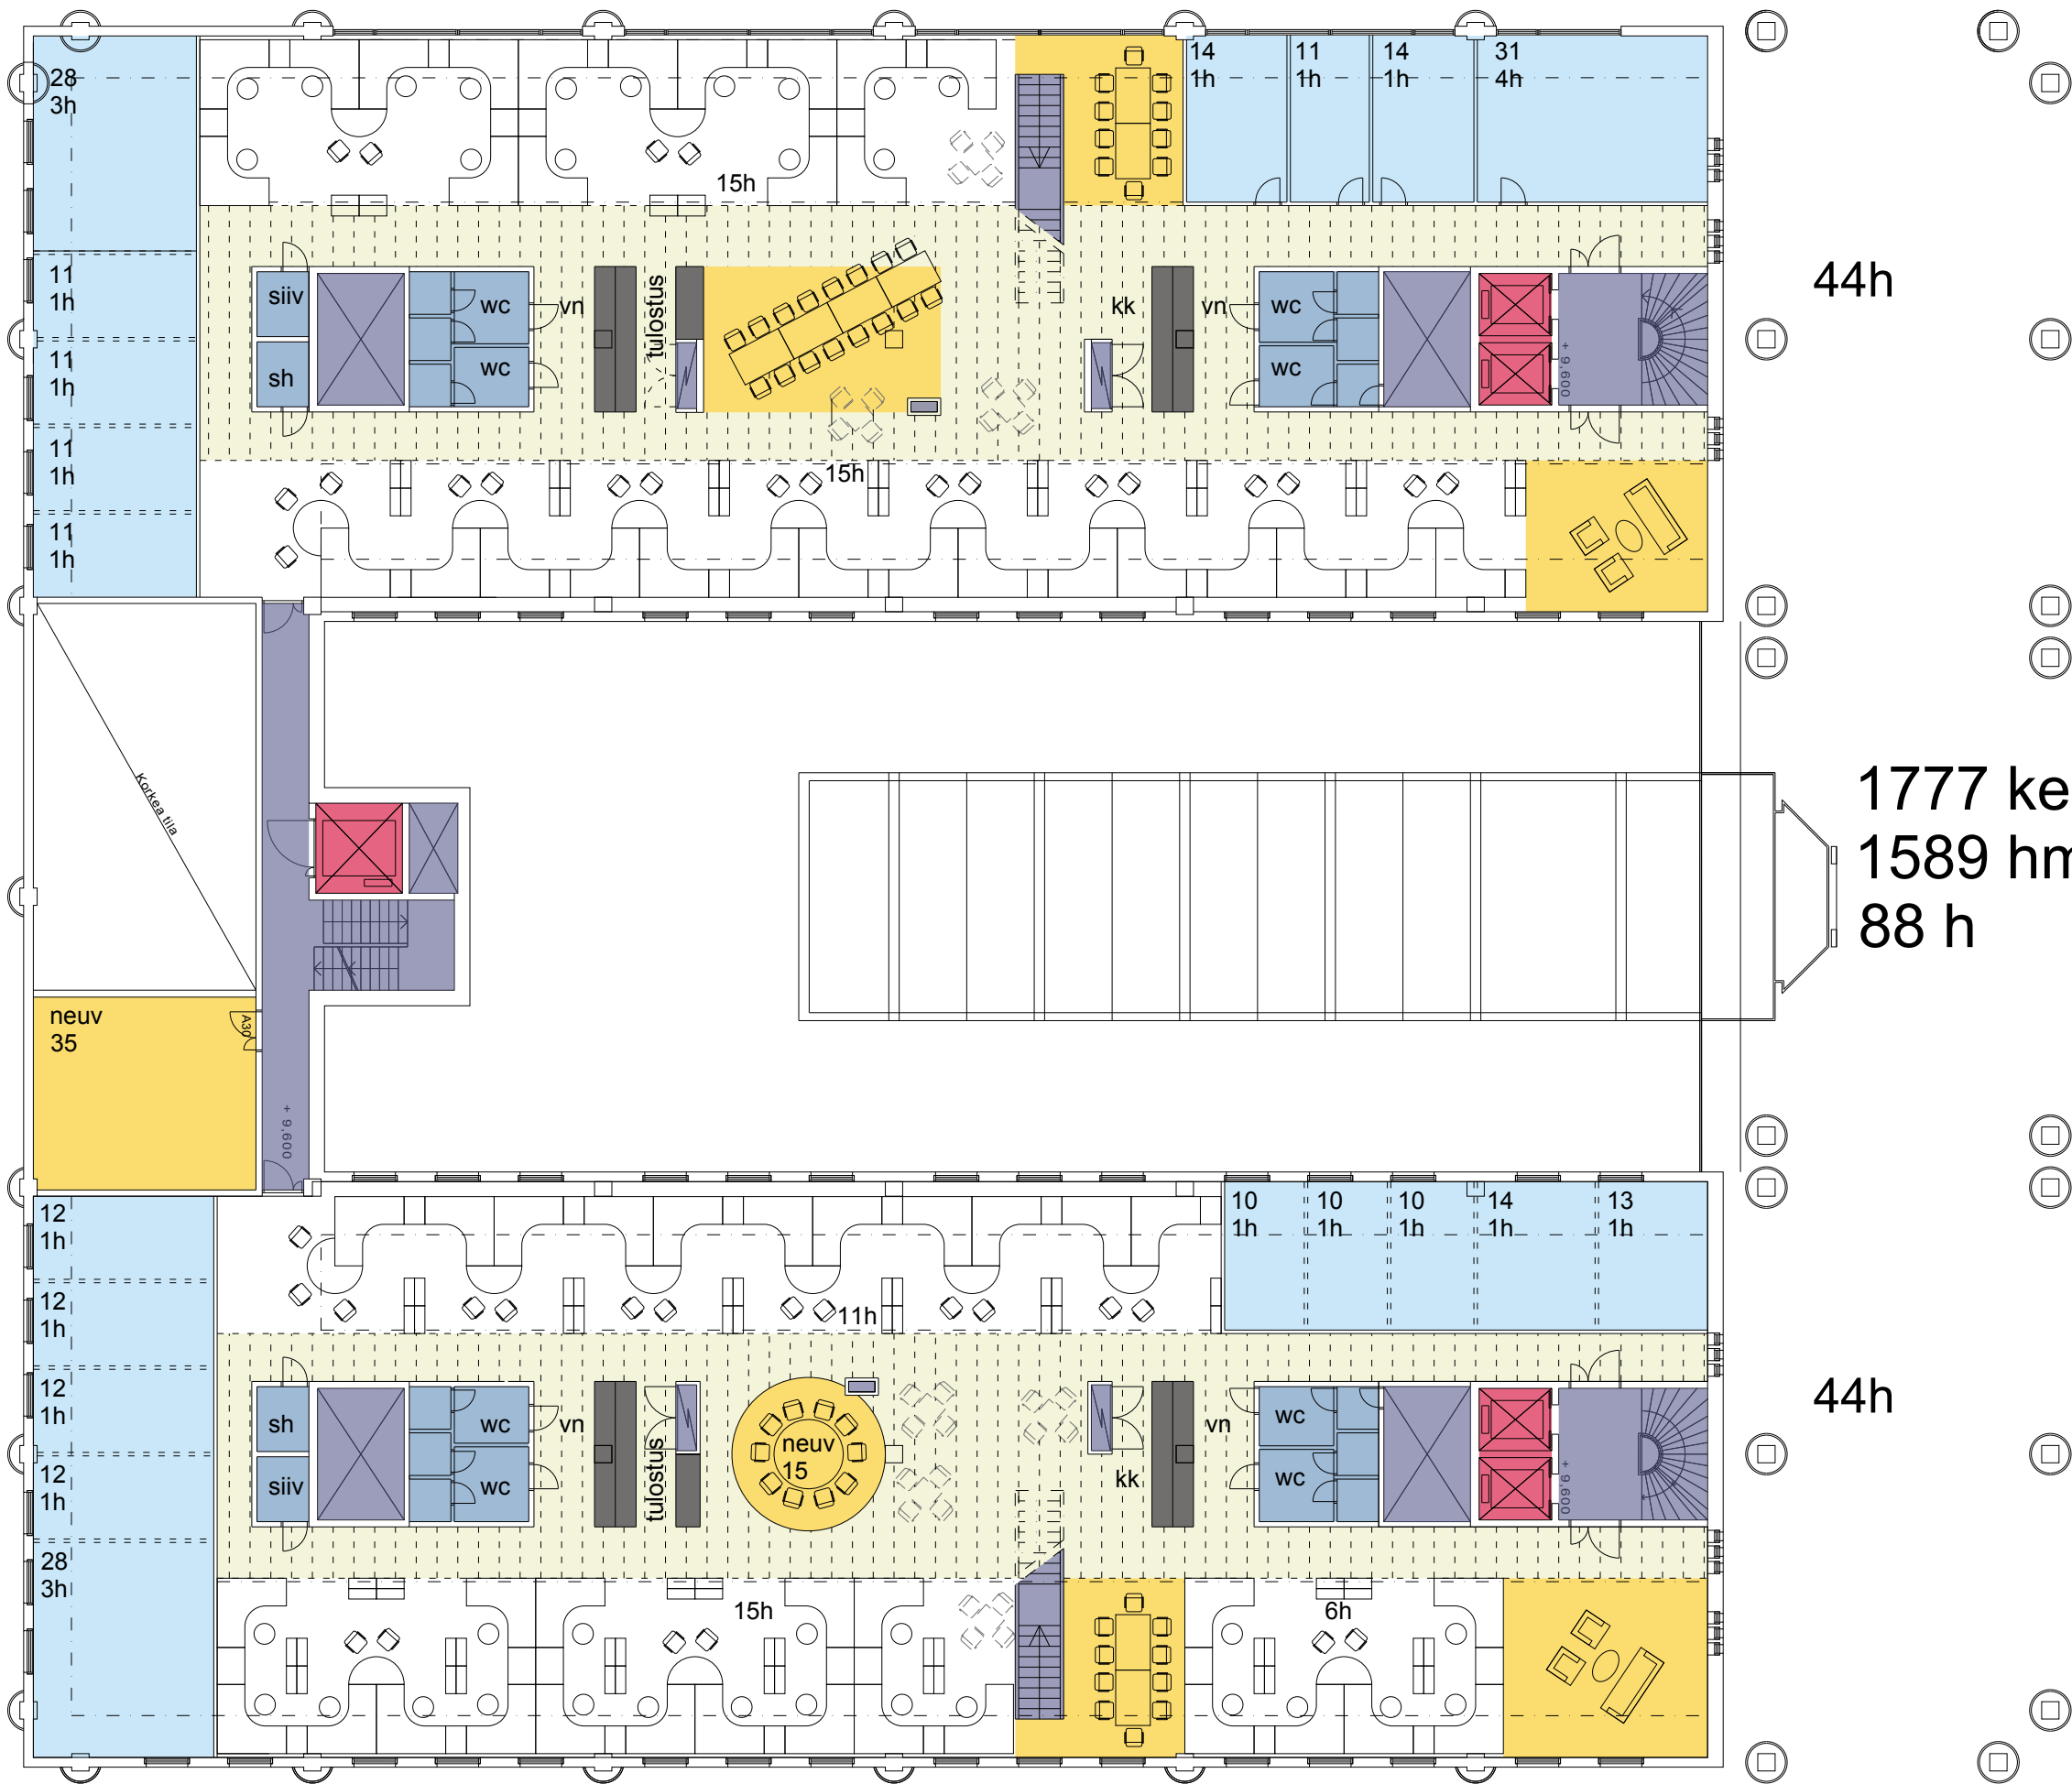 28
3h
14
1h
11
1h
14
1h
31
4h
15h
11
1h
siiv
wc
vn
tulostus
kk
vn
wc
44h
11
1h
sh
wc
wc
+ 9,600
11
1h
15h
11
1h
Korkea tila
1777 ke
1589 hm
88 h
neuv
35
A30
+ 9,600
12
1h
10
1h
10
1h
10
1h
14
1h
13
1h
12
1h
11h
12
1h
sh
wc
vn
tulostus
neuv
15
vn
wc
44h
12
1h
siiv
wc
kk
wc
+ 9,600
28
3h
15h
6h